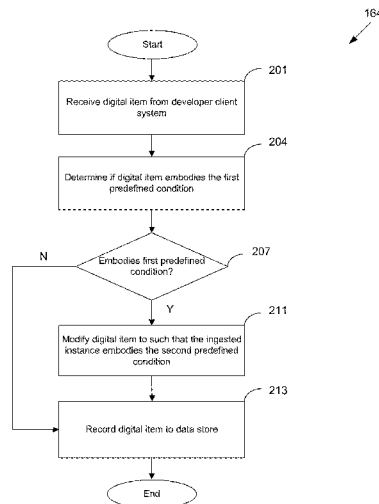 164
Start
201
Receive digital item from developer client
system
204
Determine if digital item embodies the first
predefined condition
N
Embodies first predefined
condition?
207
Y
211
Modify digital item to such that the ingested
instance embodies the second predefined
condition
213
Record digital item to data store
End